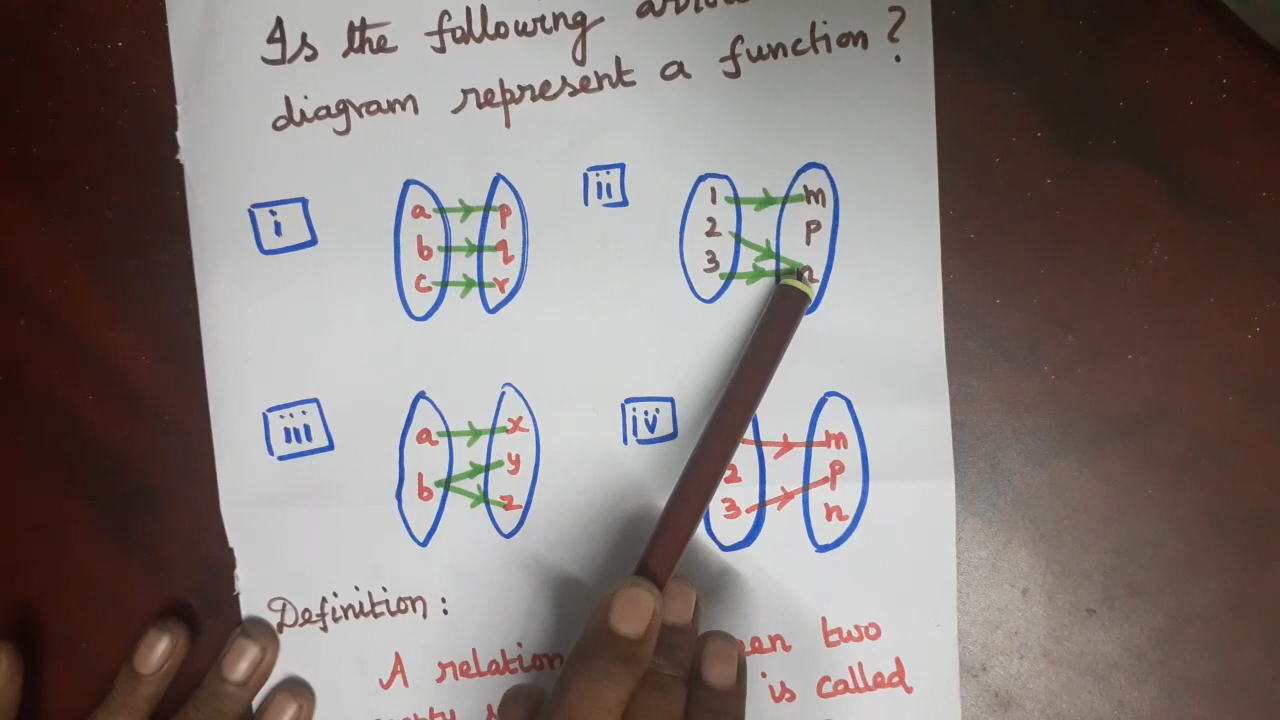 Is the following
diagram represent a function?
i
a p
b q
c r
ii
1 m
2 p
3 n
iii
a x
b y
z
iv
m
2 p
3 n
Definition:
A relation two
is called